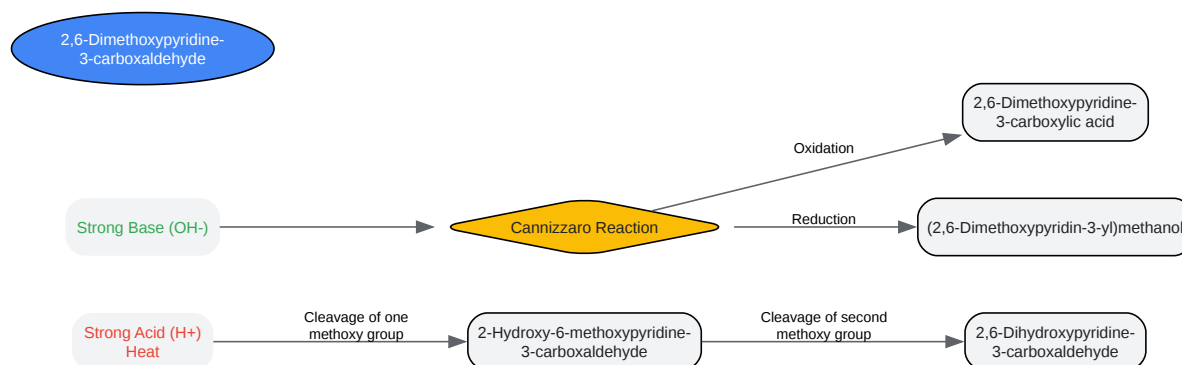 2,6-Dimethoxypyridine-
3-carboxaldehyde
2,6-Dimethoxypyridine-
3-carboxylic acid
Oxidation
Strong Base (OH-)
Cannizzaro Reaction
Reduction
(2,6-Dimethoxypyridin-3-yl)methanol
Strong Acid (H+)
Heat
Cleavage of one
methoxy group
2-Hydroxy-6-methoxypyridine-
3-carboxaldehyde
Cleavage of second
methoxy group
2,6-Dihydroxypyridine-
3-carboxaldehyde